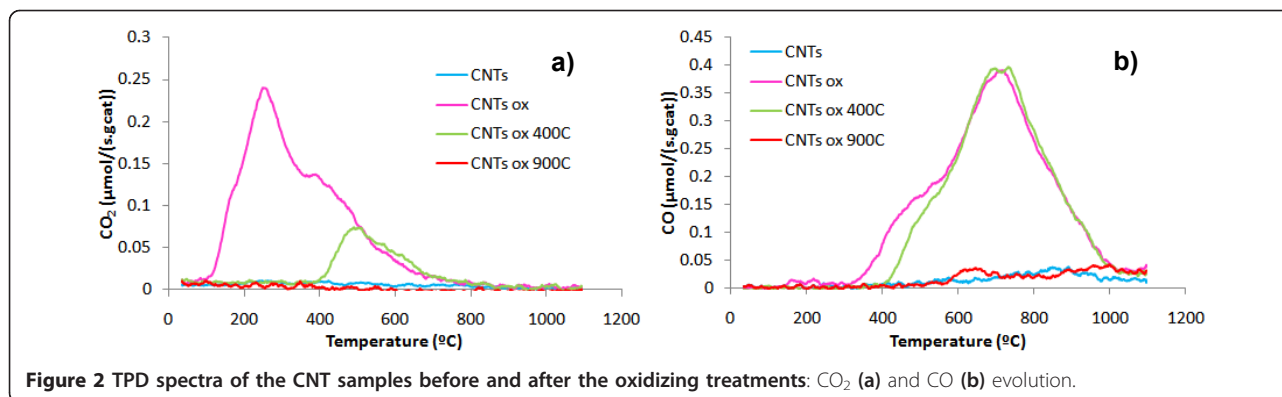 0.3
0.25
0.2
0.15
0.1
0.05
0
CO₂ (μmol/(s.gcat))
a)
CNTs
CNTs ox
CNTs ox 400C
CNTs ox 900C
0 200 400 600 800 1000 1200
Temperature (ºC)
0.45
0.4
0.35
0.3
0.25
0.2
0.15
0.1
0.05
0
CO (μmol/(s.gcat))
b)
CNTs
CNTs ox
CNTs ox 400C
CNTs ox 900C
0 200 400 600 800 1000 1200
Temperature (ºC)
Figure 2 TPD spectra of the CNT samples before and after the oxidizing treatments: CO₂ (a) and CO (b) evolution.